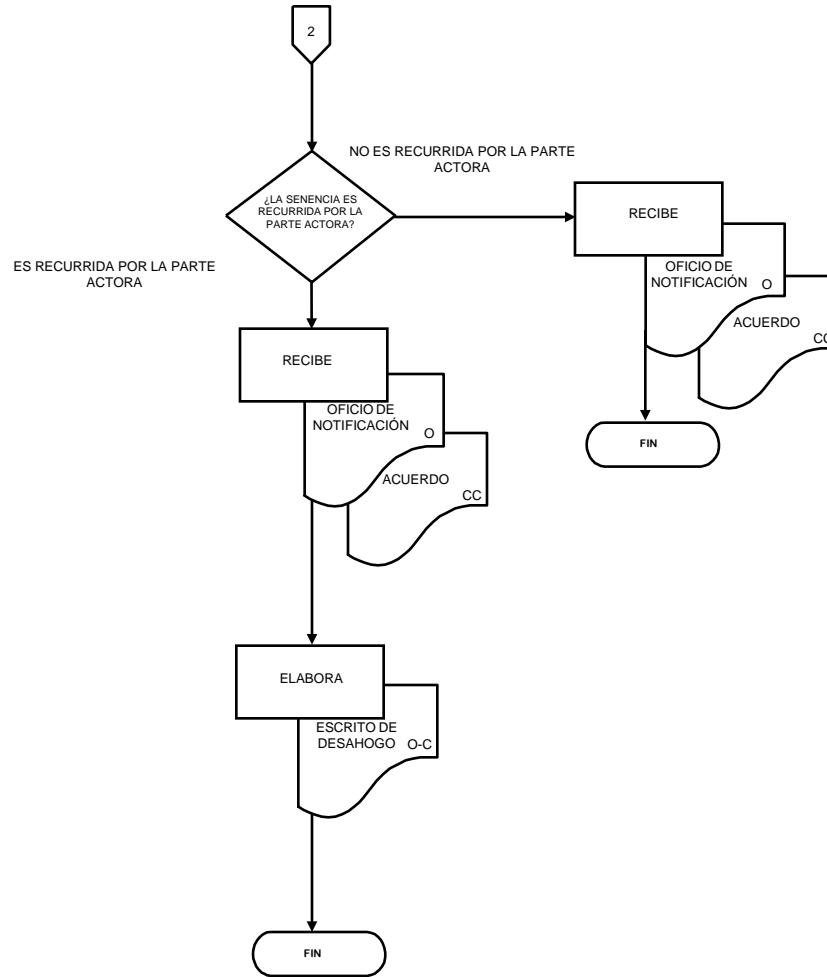 2
NO ES RECURRIDA POR LA PARTE
ACTORA
¿LA SENENCIA ES
RECURRIDA POR LA
PARTE ACTORA?
RECIBE
OFICIO DE
NOTIFICACIÓN
O
ACUERDO
CC
FIN
ES RECURRIDA POR LA PARTE
ACTORA
RECIBE
OFICIO DE
NOTIFICACIÓN
O
ACUERDO
CC
ELABORA
ESCRITO DE
DESAHOGO O-C
FIN